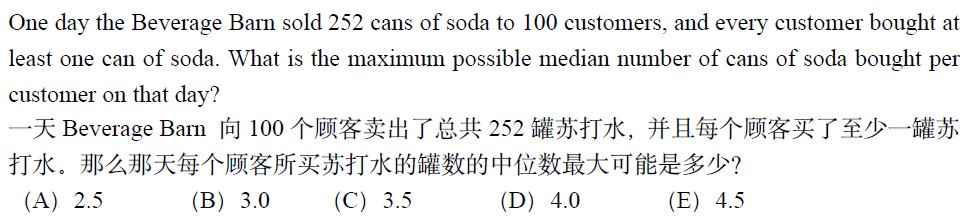 One day the Beverage Barn sold 252 cans of soda to 100 customers, and every customer bought at
least one can of soda. What is the maximum possible median number of cans of soda bought per
customer on that day?
一天 Beverage Barn 向 100 个顾客卖出了总共 252 罐苏打水，并且每个顾客买了至少一罐苏
打水。那么那天每个顾客所买苏打水的罐数的中位数最大可能是多少？
(A) 2.5 (B) 3.0 (C) 3.5 (D) 4.0 (E) 4.5